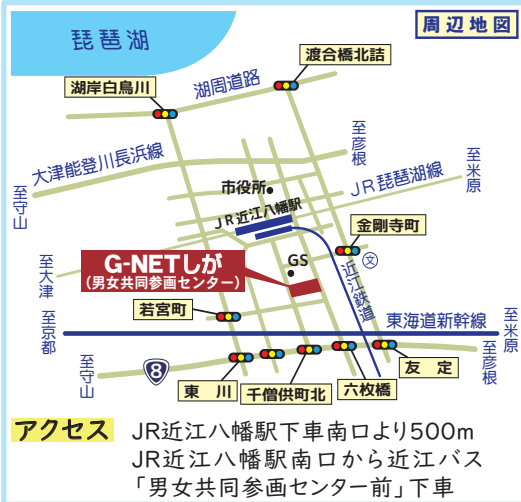 周辺地図
琵琶湖
渡合橋北詰
湖岸白鳥川
湖周道路
大津能登川長浜線
至彦根
至米原
市役所
JR琵琶湖線
至守山
JR近江八幡駅
金剛寺町
文
G-NETしが
(男女共同参画センター)
GS
近江鉄道
至大津
若宮町
至京都
東海道新幹線
至米原
至守山
8
至彦根
東川
千僧供町北
六枚橋
友定
アクセス
JR近江八幡駅下車南口より500m
JR近江八幡駅南口から近江バス
「男女共同参画センター前」下車